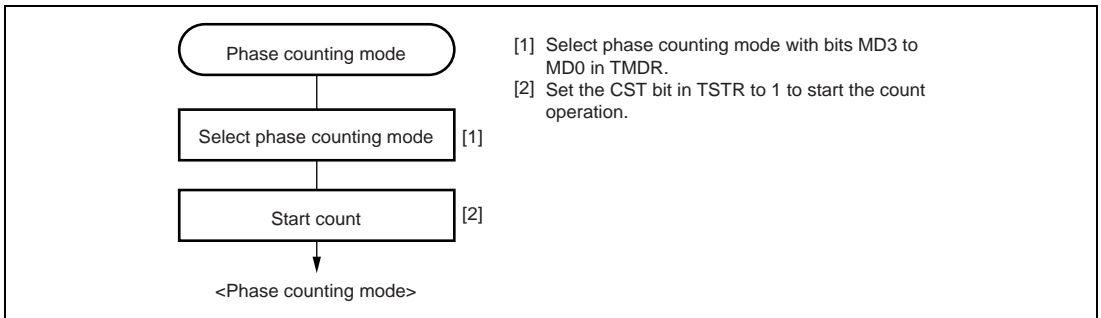 Phase counting mode
Select phase counting mode
[1]
Start count
[2]
<Phase counting mode>
[1] Select phase counting mode with bits MD3 to
MD0 in TMDR.
[2] Set the CST bit in TSTR to 1 to start the count
operation.